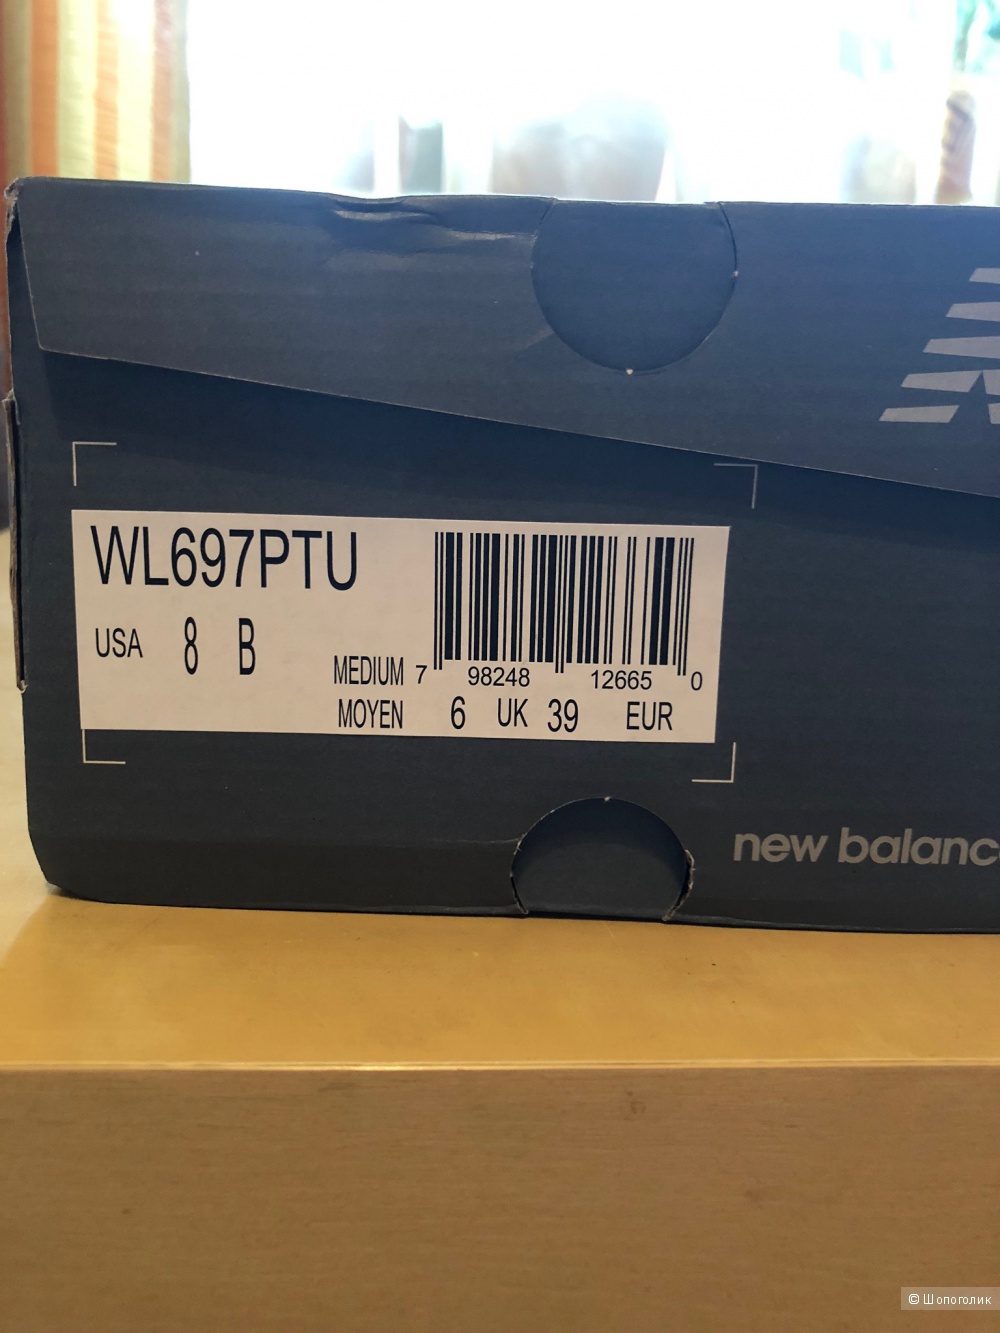 WL697PTU
USA 8 B
MEDIUM 7 98248 12665 0
MOYEN 6 UK 39 EUR
new balanc
© Шопоголик